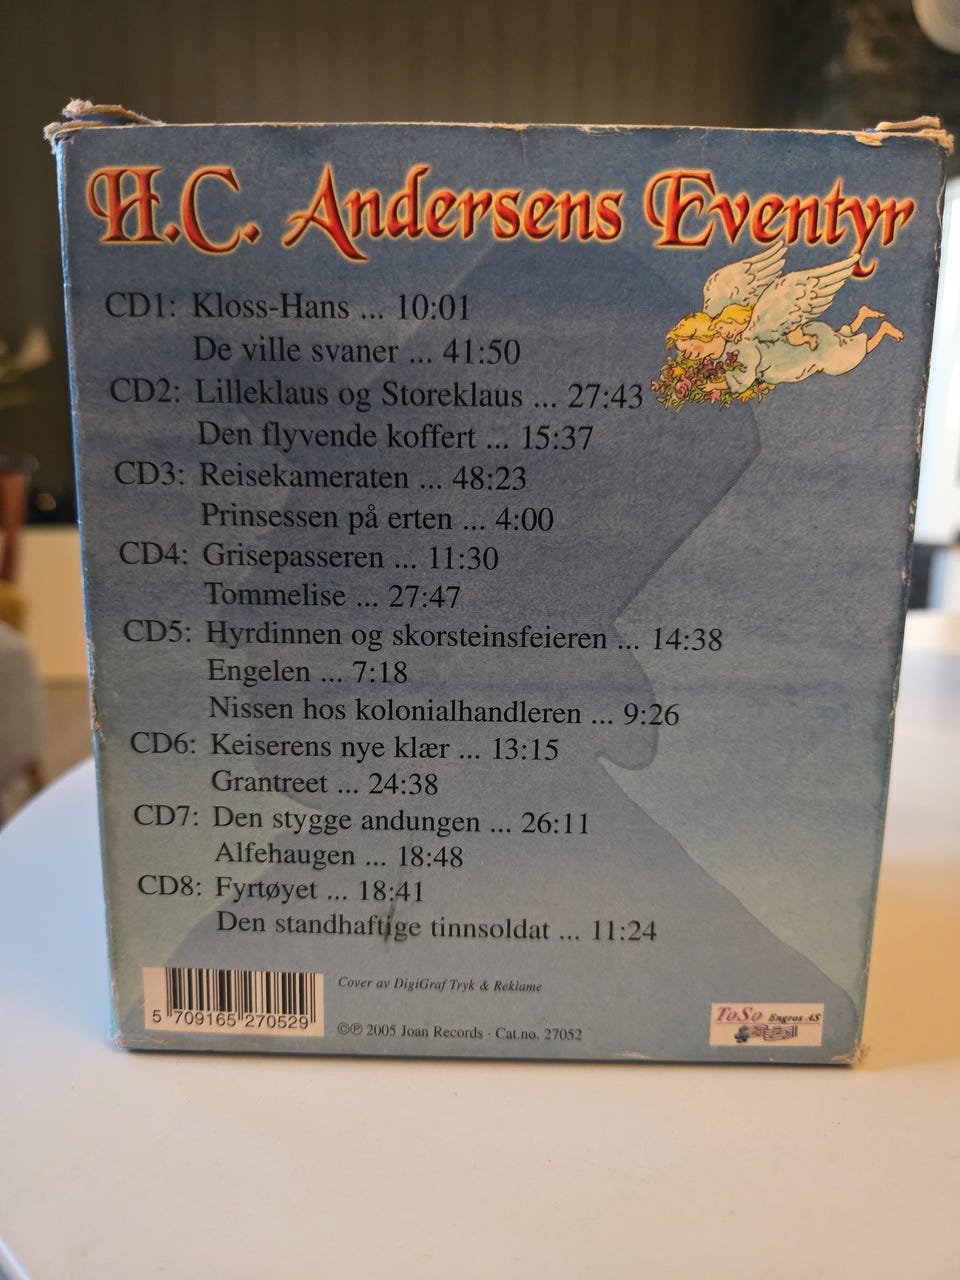 H.C. Andersens Eventyr
CD1: Kloss-Hans ... 10:01
De ville svaner ... 41:50
CD2: Lilleklaus og Storeklaus ... 27:43
Den flyvende koffert ... 15:37
CD3: Reisekameraten ... 48:23
Prinsessen på erten ... 4:00
CD4: Grisepasseren ... 11:30
Tommelise ... 27:47
CD5: Hyrdinnen og skorsteinsfeieren ... 14:38
Engelen ... 7:18
Nissen hos kolonialhandleren ... 9:26
CD6: Keiserens nye klær ... 13:15
Grantreet ... 24:38
CD7: Den stygge andungen ... 26:11
Alfehaugen ... 18:48
CD8: Fyrtøyet ... 18:41
Den standhaftige tinnsoldat ... 11:24
Cover av DigiGraf Tryk & Reklame
5 709165 270529
©℗ 2005 Joan Records · Cat.no. 27052
ToSo Engros AS